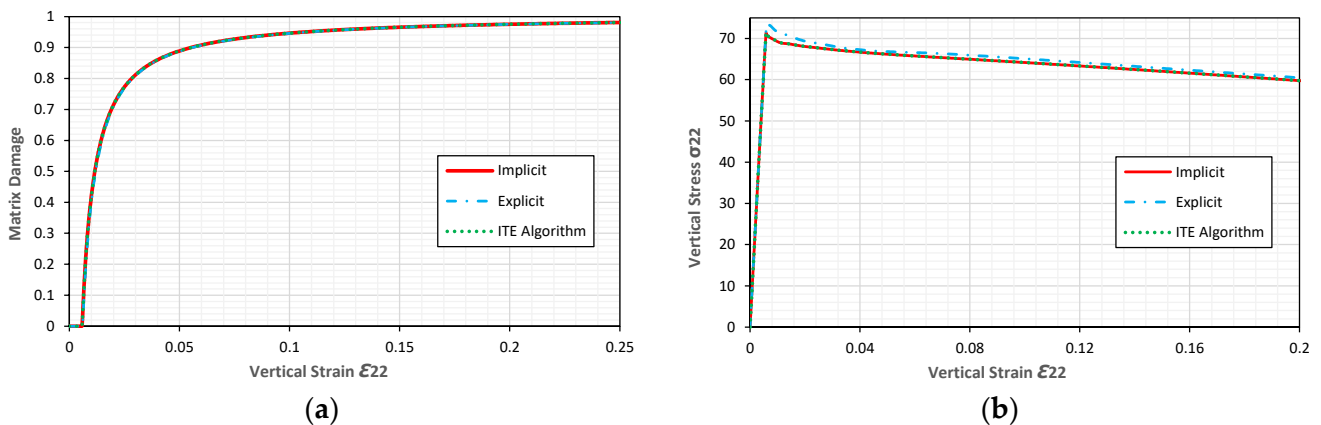 1
0.9
0.8
0.7
0.6
0.5
0.4
0.3
0.2
0.1
0
Matrix Damage
Implicit
Explicit
ITE Algorithm
0 0.05 0.1 0.15 0.2 0.25
Vertical Strain Ɛ22
(a)
70
60
50
40
30
20
10
0
Vertical Stress σ22
Implicit
Explicit
ITE Algorithm
0 0.04 0.08 0.12 0.16 0.2
Vertical Strain Ɛ22
(b)